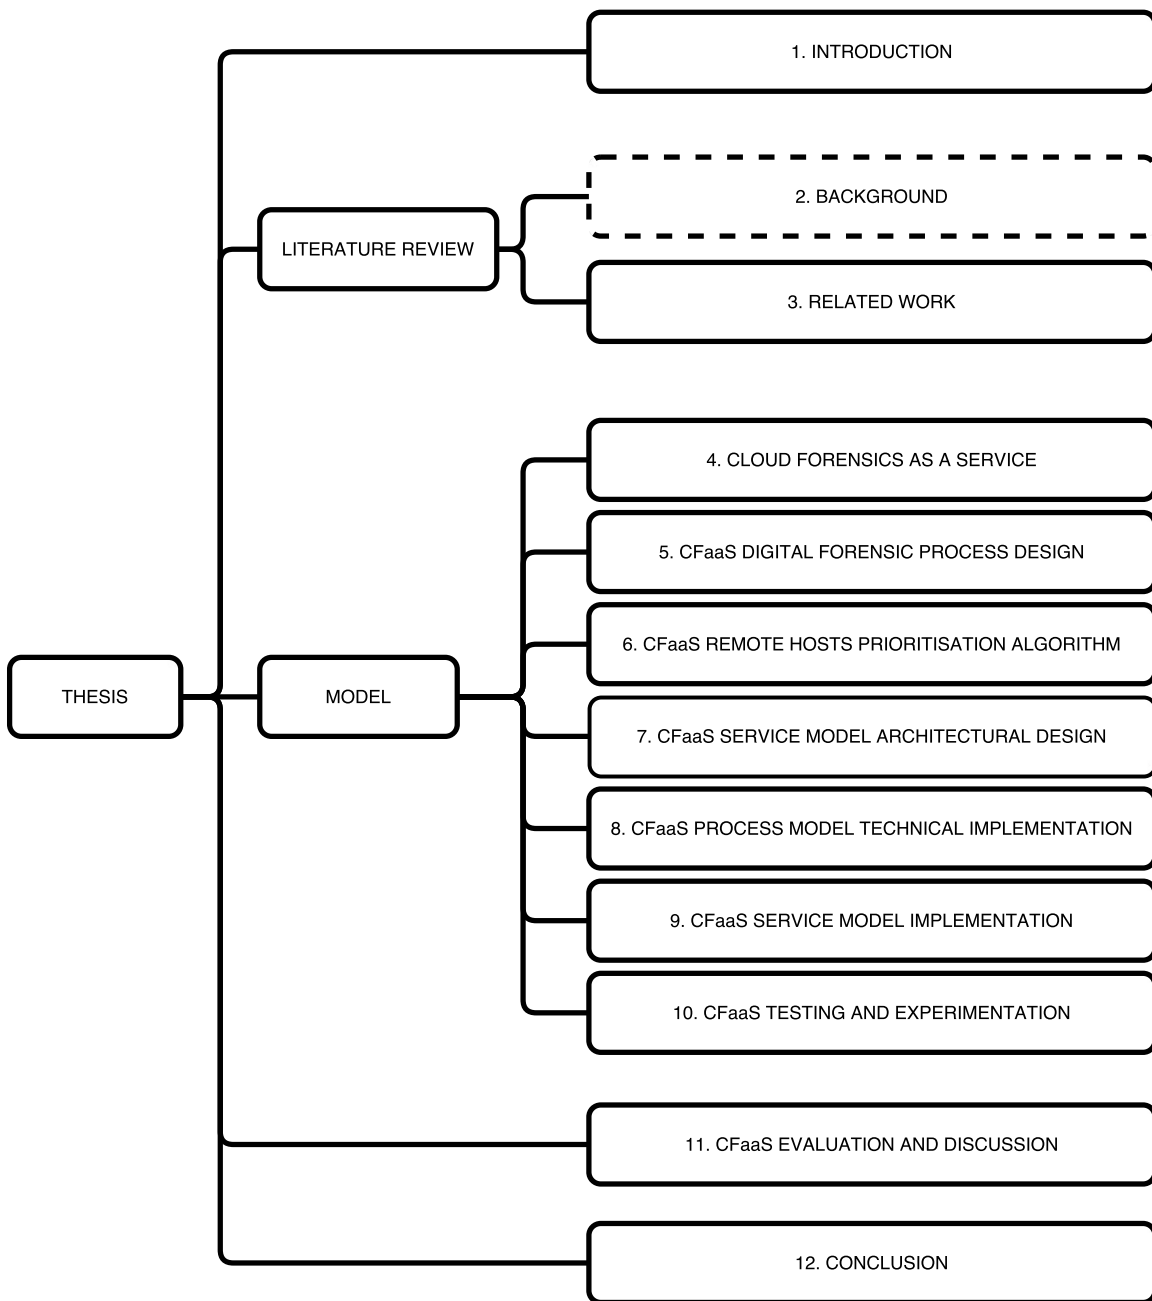 1. INTRODUCTION
2. BACKGROUND
LITERATURE REVIEW
3. RELATED WORK
4. CLOUD FORENSICS AS A SERVICE
5. CFaaS DIGITAL FORENSIC PROCESS DESIGN
6. CFaaS REMOTE HOSTS PRIORITISATION ALGORITHM
THESIS
MODEL
7. CFaaS SERVICE MODEL ARCHITECTURAL DESIGN
8. CFaaS PROCESS MODEL TECHNICAL IMPLEMENTATION
9. CFaaS SERVICE MODEL IMPLEMENTATION
10. CFaaS TESTING AND EXPERIMENTATION
11. CFaaS EVALUATION AND DISCUSSION
12. CONCLUSION